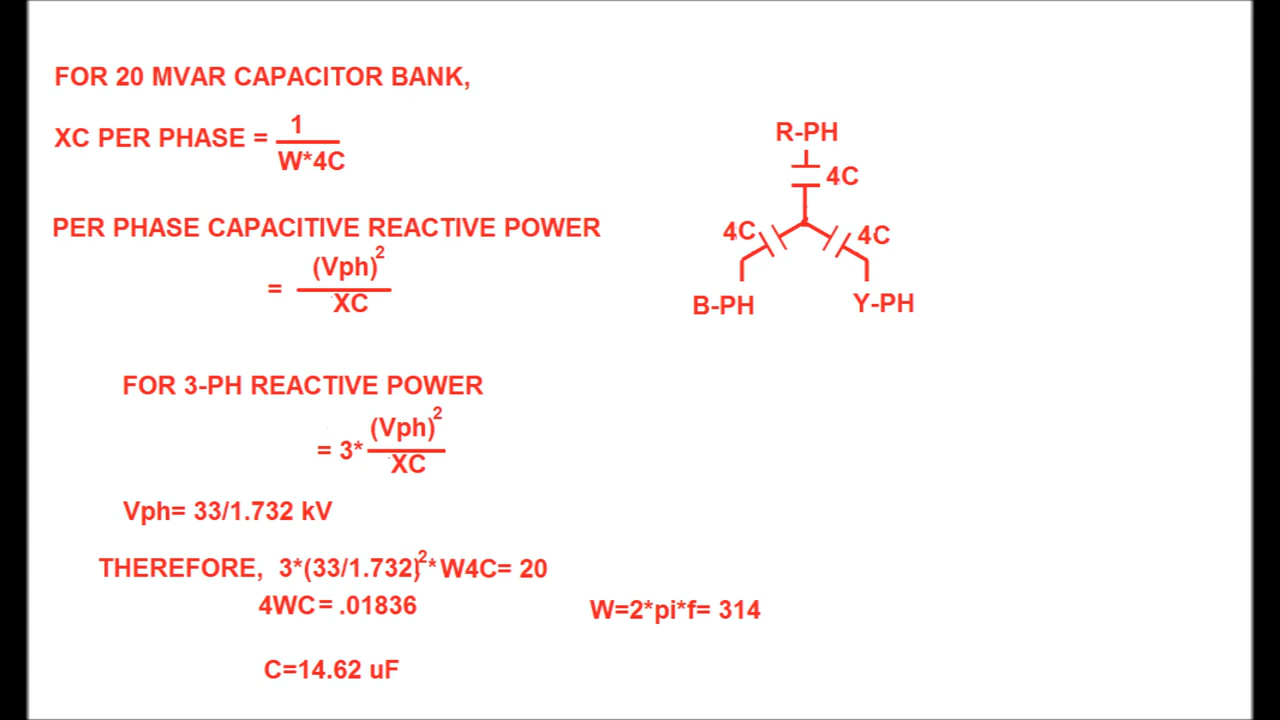 FOR 20 MVAR CAPACITOR BANK,
XC PER PHASE = 1
W*4C
PER PHASE CAPACITIVE REACTIVE POWER
= (Vph)²
XC
FOR 3-PH REACTIVE POWER
= 3* (Vph)²
XC
Vph= 33/1.732 kV
THEREFORE, 3*(33/1.732)²* W4C= 20
4WC= .01836
W=2*pi*f= 314
C=14.62 uF
R-PH
4C
4C
4C
B-PH
Y-PH